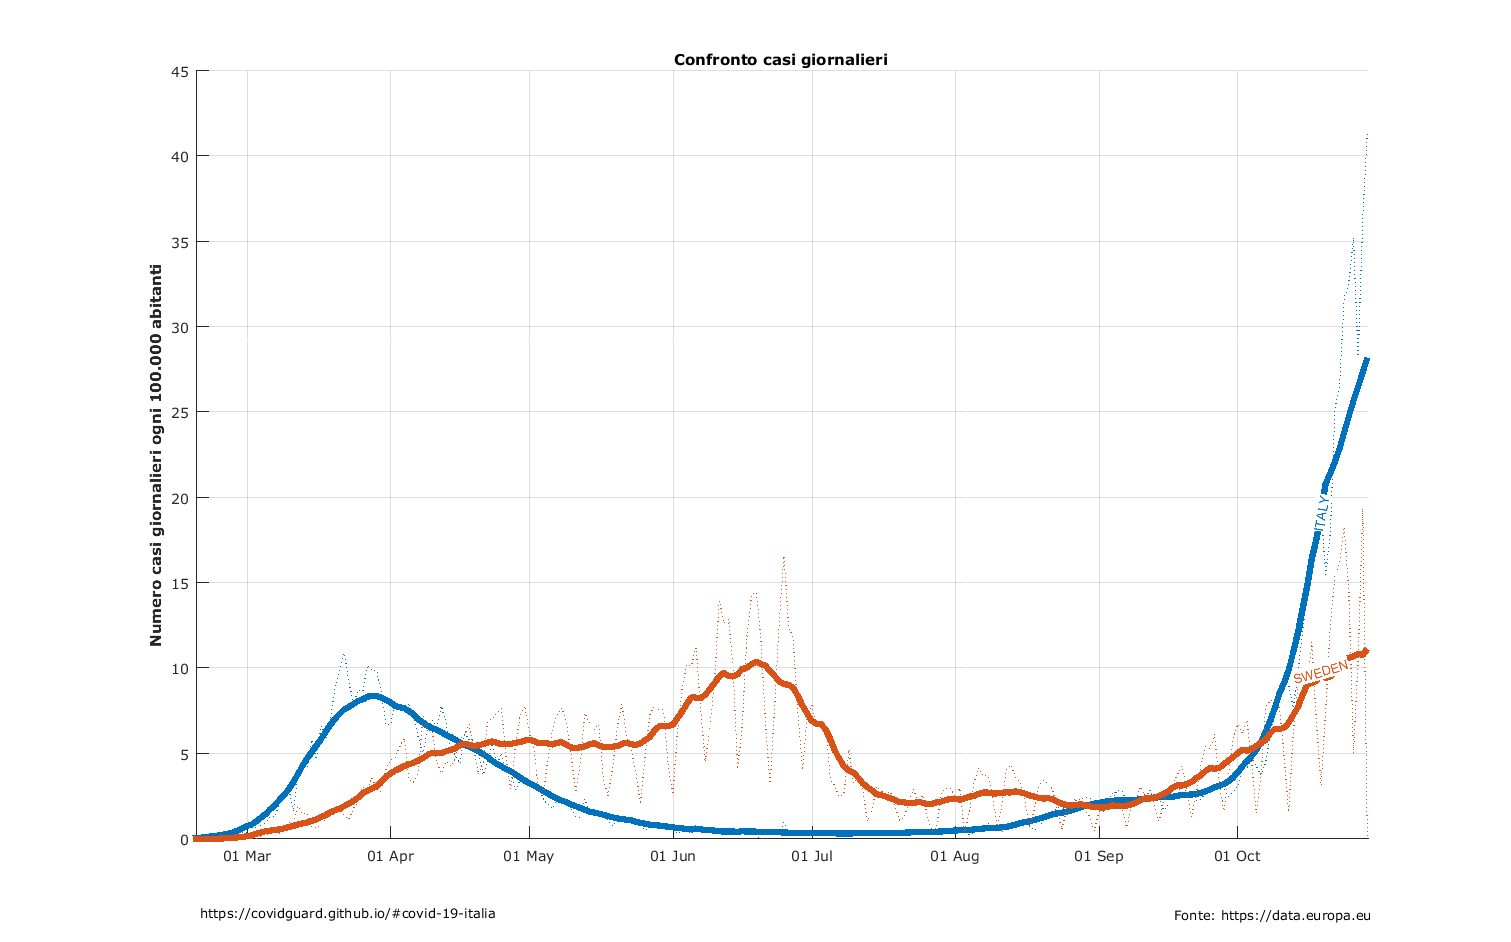 Confronto casi giornalieri
Numero casi giornalieri ogni 100.000 abitanti
45
40
35
30
25
20
15
10
5
0
ITALY
SWEDEN
01 Mar
01 Apr
01 May
01 Jun
01 Jul
01 Aug
01 Sep
01 Oct
https://covidguard.github.io/#covid-19-italia
Fonte: https://data.europa.eu